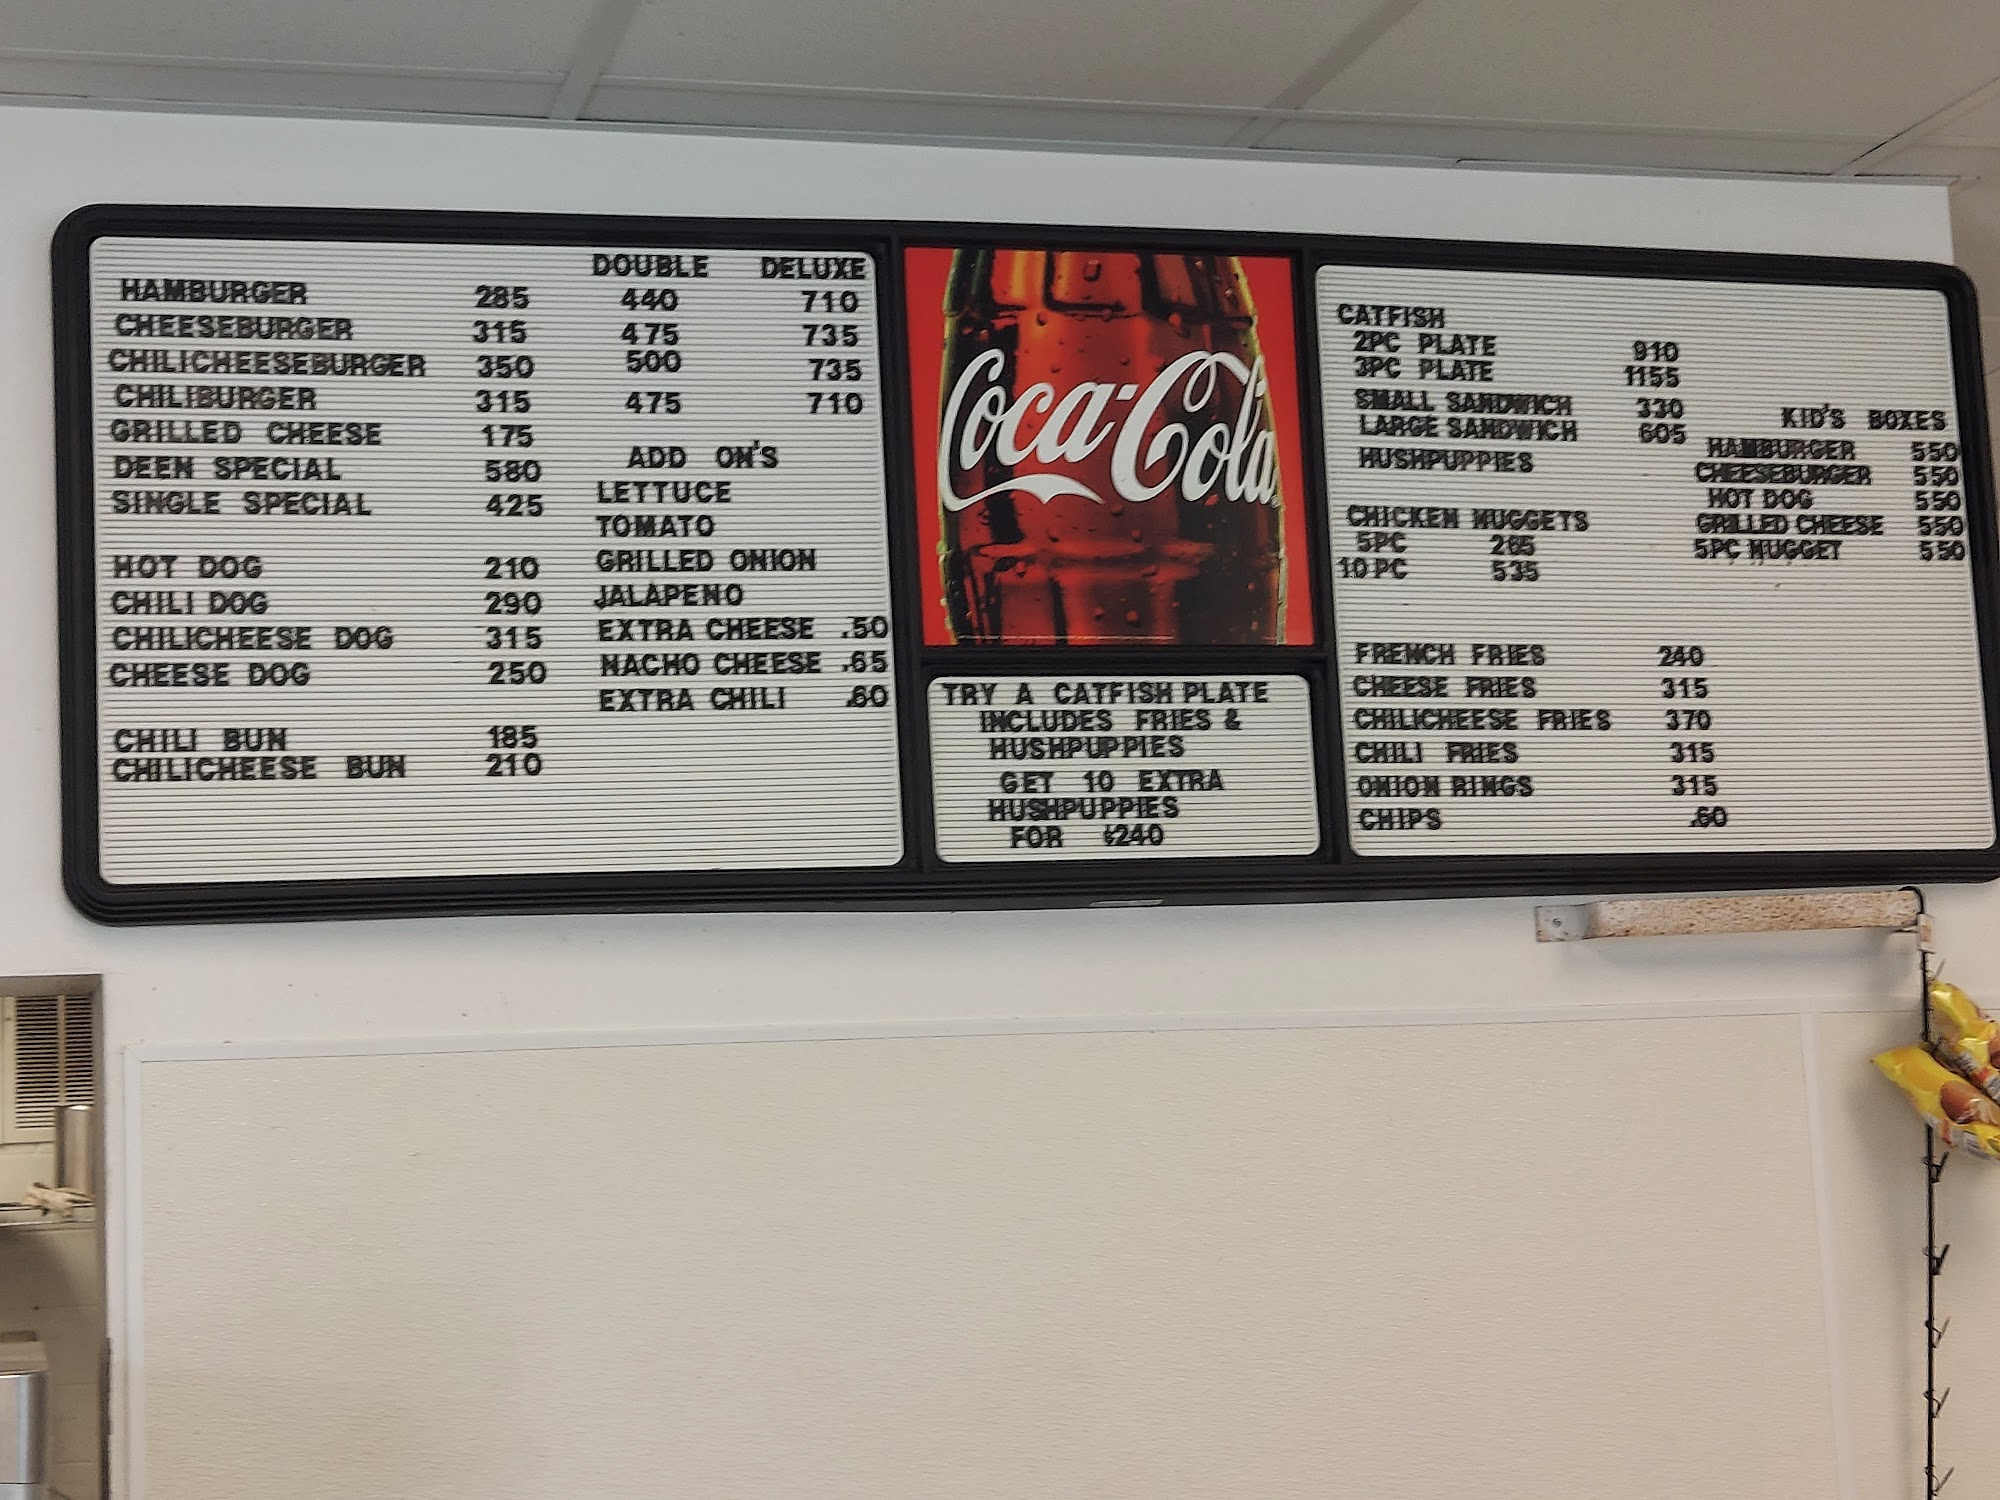 DOUBLE DELUXE
HAMBURGER 285 440 710
CHEESEBURGER 315 475 735
CHILICHEESEBURGER 350 500 735
CHILIBURGER 315 475 710
GRILLED CHEESE 175
DEEN SPECIAL 580
SINGLE SPECIAL 425
HOT DOG 210
CHILI DOG 290
CHILICHEESE DOG 315
CHEESE DOG 250
CHILI BUN 185
CHILICHEESE BUN 210
ADD ON'S
LETTUCE
TOMATO
GRILLED ONION
JALAPENO
EXTRA CHEESE .50
NACHO CHEESE .65
EXTRA CHILI .60
Coca-Cola
TRY A CATFISH PLATE
INCLUDES FRIES &
HUSHPUPPIES
GET 10 EXTRA
HUSHPUPPIES
FOR $240
CATFISH
2PC PLATE 910
3PC PLATE 1155
SMALL SANDWICH 330
LARGE SANDWICH 605
HUSHPUPPIES
CHICKEN NUGGETS
5PC 265
10 PC 535
KID'S BOXES
HAMBURGER 550
CHEESEBURGER 550
HOT DOG 550
GRILLED CHEESE 550
5PC NUGGET 550
FRENCH FRIES 240
CHEESE FRIES 315
CHILICHEESE FRIES 370
CHILI FRIES 315
ONION RINGS 315
CHIPS .60